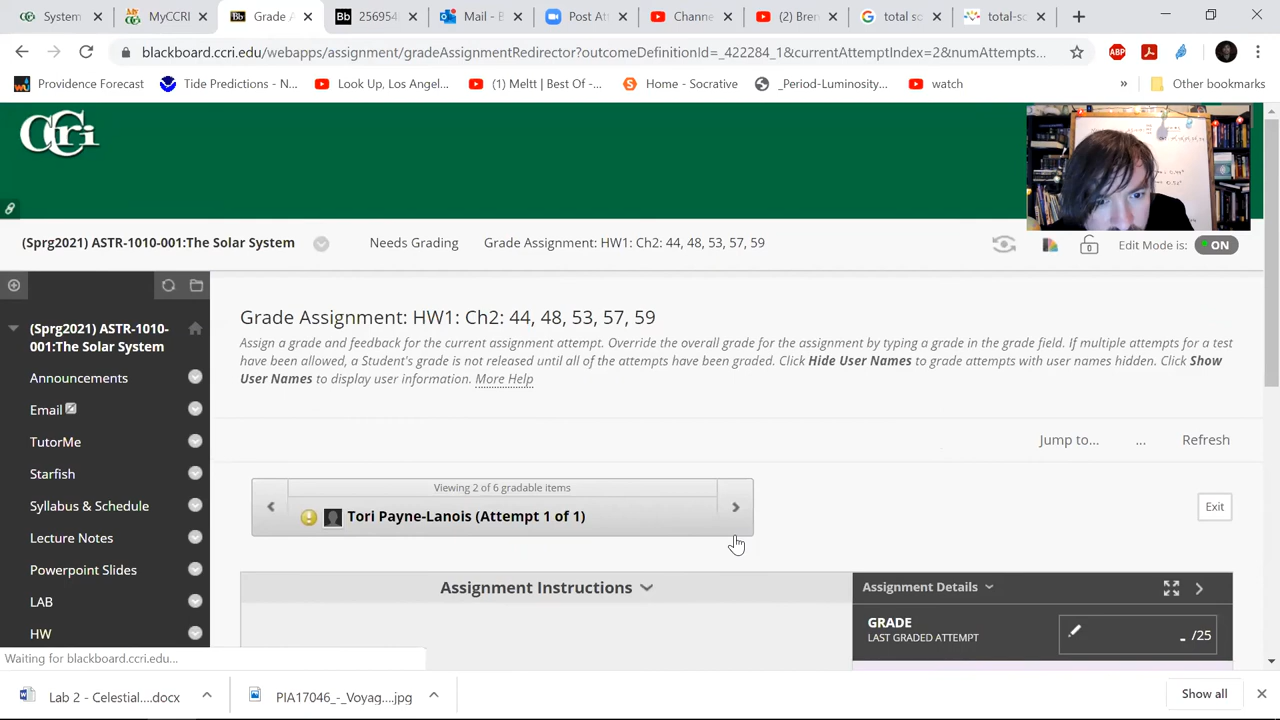 System
MyCCRI
Grade A
256954
Mail - B
Post At
Channe
(2) Bren
total so
total-sc
blackboard.ccri.edu/webapps/assignment/gradeAssignmentRedirector?outcomeDefinitionId=_422284_1&currentAttemptIndex=2&numAttempts...
ABP
Providence Forecast
Tide Predictions - N...
Look Up, Los Angel...
(1) Meltt | Best Of -...
Home - Socrative
_Period-Luminosity...
watch
»
Other bookmarks
CCri
(Sprg2021) ASTR-1010-001:The Solar System
Needs Grading
Grade Assignment: HW1: Ch2: 44, 48, 53, 57, 59
Edit Mode is:
ON
(Sprg2021) ASTR-1010-
001:The Solar System
Announcements
Email
TutorMe
Starfish
Syllabus & Schedule
Lecture Notes
Powerpoint Slides
LAB
HW
Grade Assignment: HW1: Ch2: 44, 48, 53, 57, 59
Assign a grade and feedback for the current assignment attempt. Override the overall grade for the assignment by typing a grade in the grade field. If multiple attempts for a test
have been allowed, a Student's grade is not released until all of the attempts have been graded. Click Hide User Names to grade attempts with user names hidden. Click Show
User Names to display user information. More Help
Jump to...
...
Refresh
Viewing 2 of 6 gradable items
Tori Payne-Lanois (Attempt 1 of 1)
Exit
Assignment Instructions
Assignment Details
GRADE
LAST GRADED ATTEMPT
- /25
Waiting for blackboard.ccri.edu...
Lab 2 - Celestial....docx
PIA17046_-_Voyag....jpg
Show all